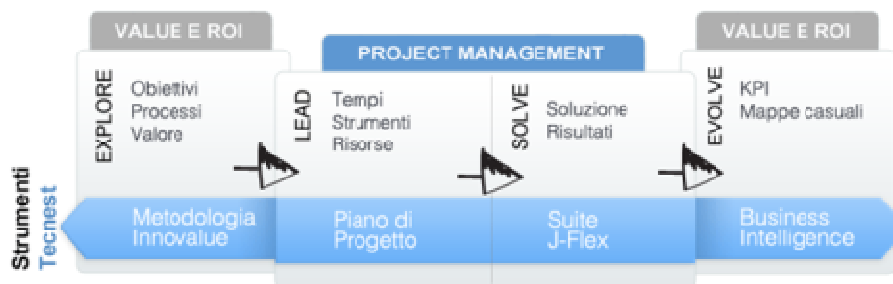 VALUE E ROI
PROJECT MANAGEMENT
VALUE E ROI
EXPLORE
Obiettivi
Processi
Valore
LEAD
Tempi
Strumenti
Risorse
SOLVE
Soluzione
Risultati
EVOLVE
KPI
Mappe casuali
Strumenti
Tecnest
Metodologia
Innovalue
Piano di
Progetto
Suite
J-Flex
Business
Intelligence